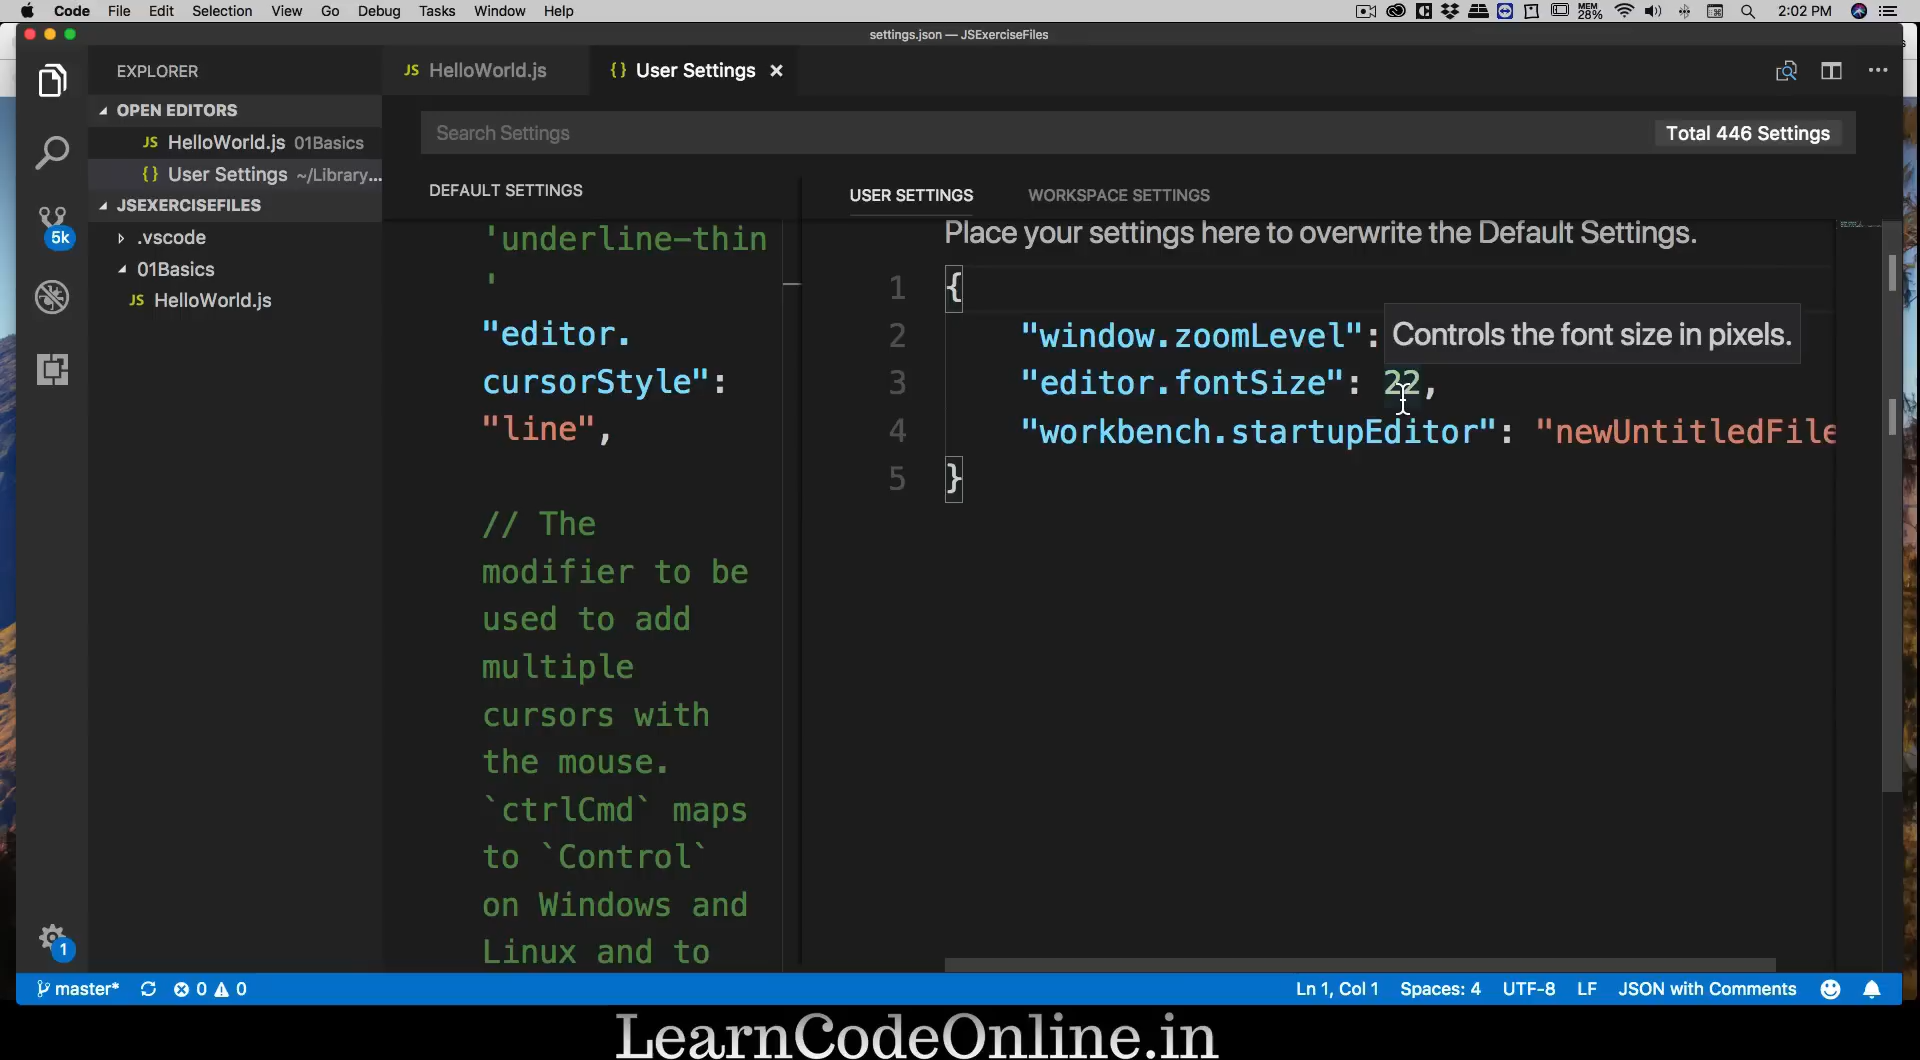 Code File Edit Selection View Go Debug Tasks Window Help
MEM 28%
2:02 PM
settings.json — JSExerciseFiles
EXPLORER
OPEN EDITORS
JS HelloWorld.js 01Basics
{} User Settings ~/Library...
JSEXERCISEFILES
.vscode
01Basics
JS HelloWorld.js
5k
1
JS HelloWorld.js
{} User Settings ×
Search Settings
Total 446 Settings
DEFAULT SETTINGS
'underline-thin
'
"editor.
cursorStyle":
"line",
// The
modifier to be
used to add
multiple
cursors with
the mouse.
`ctrlCmd` maps
to `Control`
on Windows and
Linux and to
USER SETTINGS WORKSPACE SETTINGS
Place your settings here to overwrite the Default Settings.
1 {
2 "window.zoomLevel":
Controls the font size in pixels.
3 "editor.fontSize": 22,
4 "workbench.startupEditor": "newUntitledFile
5 }
master* 0 0
Ln 1, Col 1 Spaces: 4 UTF-8 LF JSON with Comments
LearnCodeOnline.in